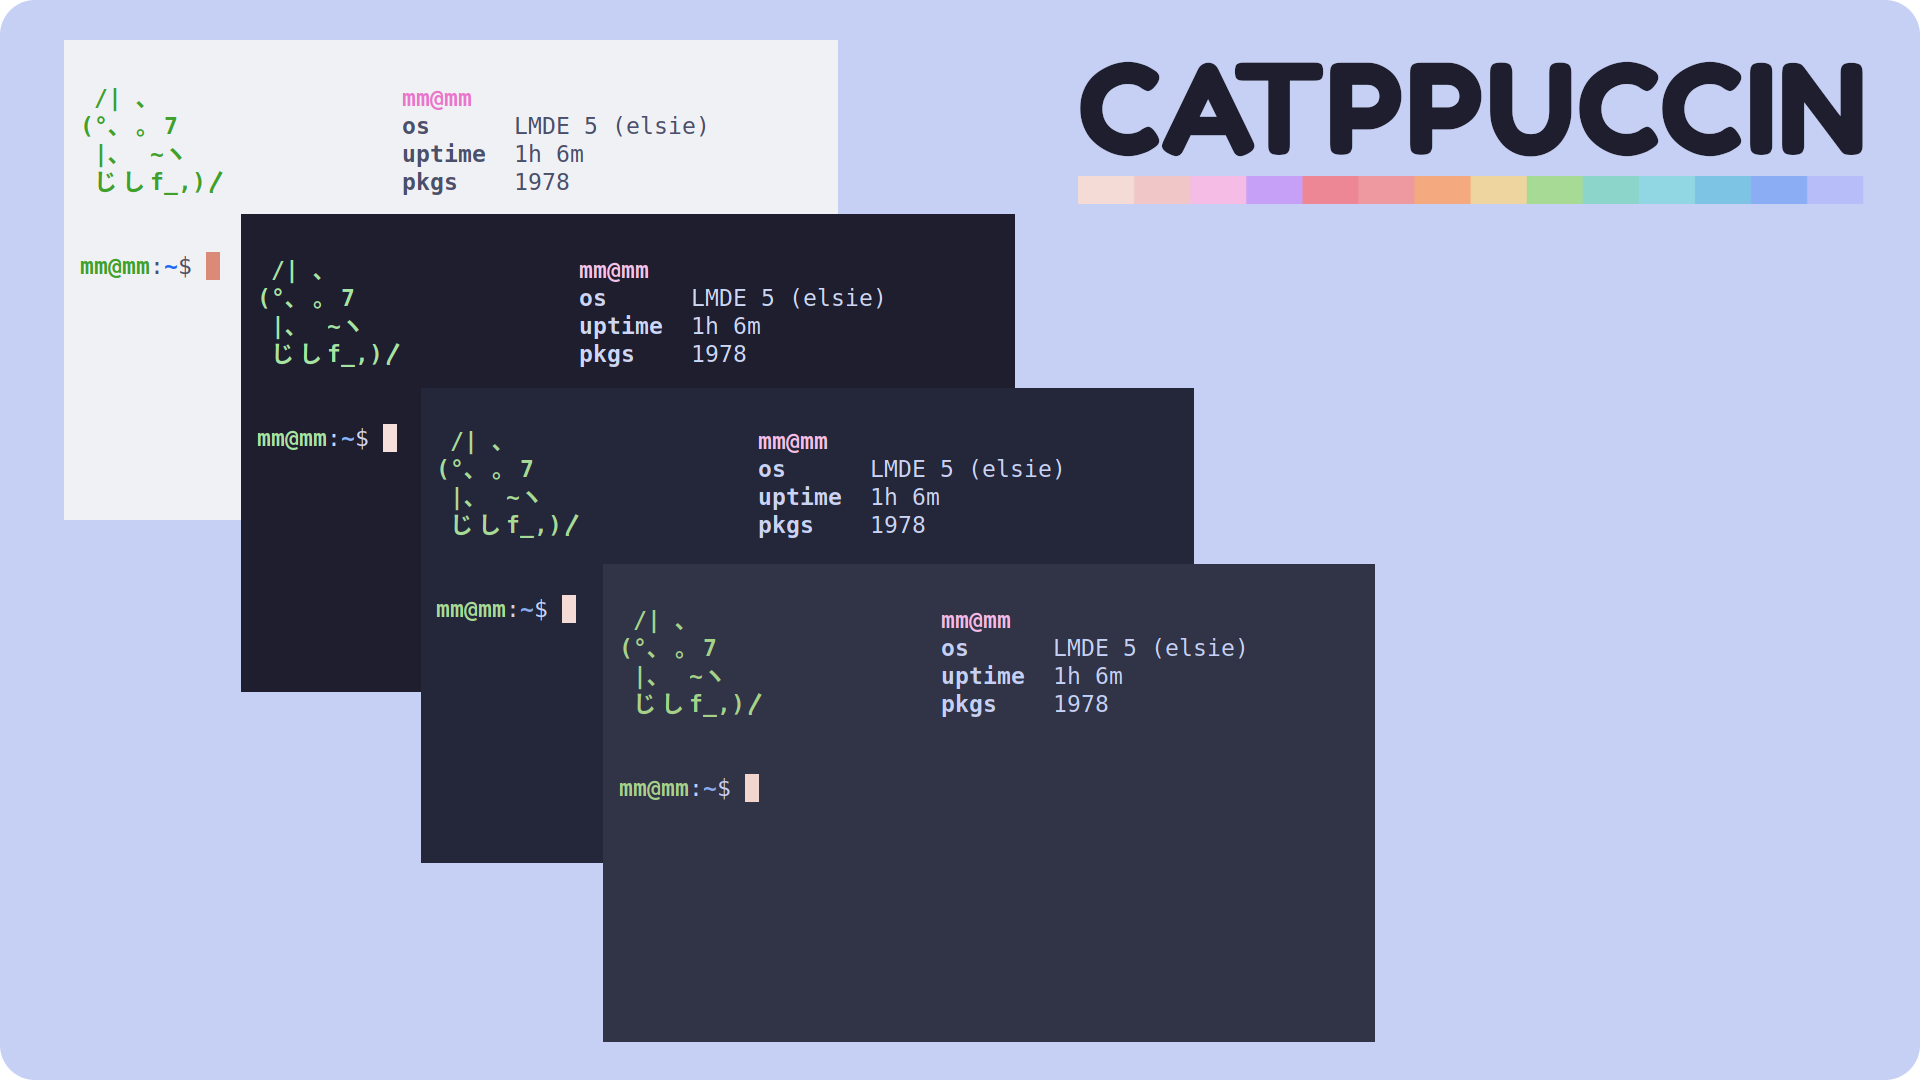 CATPPUCCIN
/| 、 mm@mm
(°、 。7 os LMDE 5 (elsie)
|、 ~ヽ uptime 1h 6m
じしf_,)ノ pkgs 1978
mm@mm:~$
/| 、 mm@mm
(°、 。7 os LMDE 5 (elsie)
|、 ~ヽ uptime 1h 6m
じしf_,)ノ pkgs 1978
mm@mm:~$
/| 、 mm@mm
(°、 。7 os LMDE 5 (elsie)
|、 ~ヽ uptime 1h 6m
じしf_,)ノ pkgs 1978
mm@mm:~$
/| 、 mm@mm
(°、 。7 os LMDE 5 (elsie)
|、 ~ヽ uptime 1h 6m
じしf_,)ノ pkgs 1978
mm@mm:~$